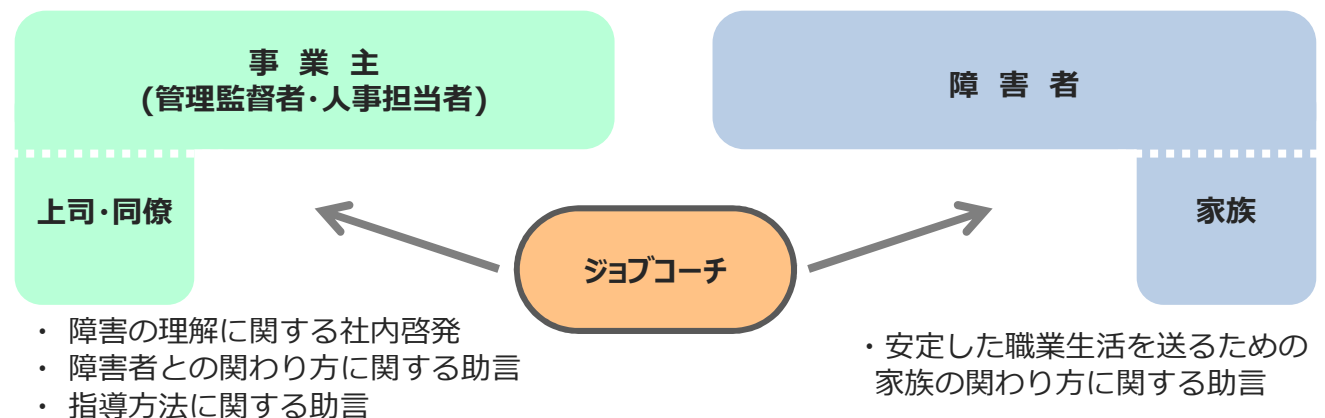 事 業 主
(管理監督者･人事担当者)
障 害 者
上司･同僚
家族
ジョブコーチ
・ 障害の理解に関する社内啓発
・ 障害者との関わり方に関する助言
・ 指導方法に関する助言
・安定した職業生活を送るための
家族の関わり方に関する助言